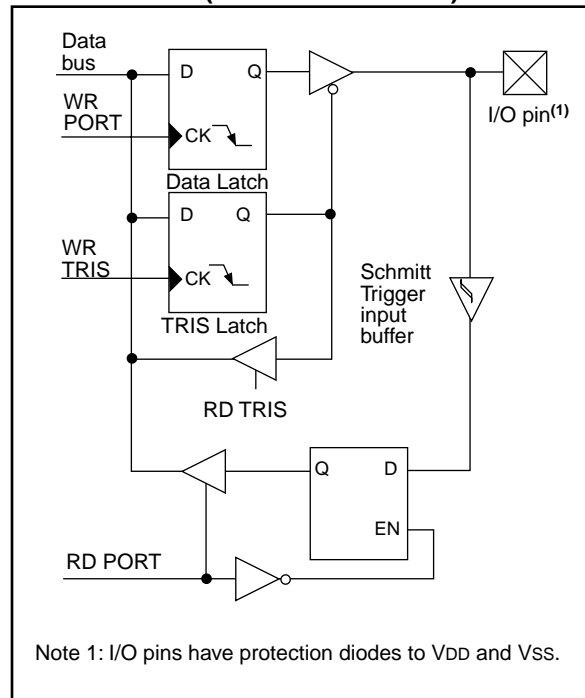 Data
bus
D
Q
WR
PORT
CK
I/O pin(1)
Data Latch
D
Q
WR
TRIS
CK
Schmitt
Trigger
input
buffer
TRIS Latch
RD TRIS
Q
D
EN
RD PORT
Note 1: I/O pins have protection diodes to VDD and VSS.